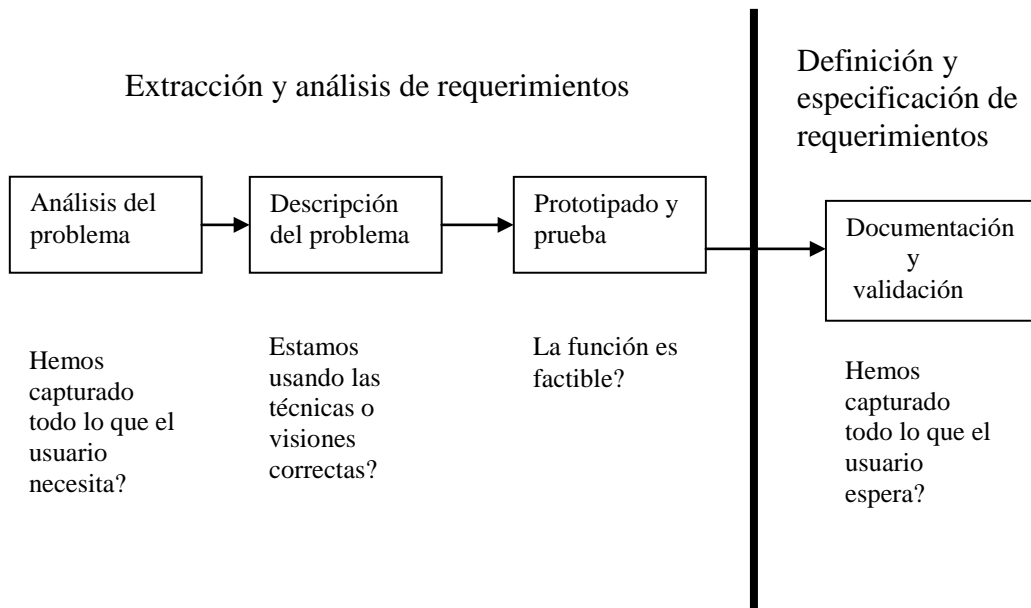 Extracción y análisis de requerimientos
Definición y
especificación de
requerimientos
Análisis del
problema
Descripción
del problema
Prototipado y
prueba
Documentación
y
validación
Hemos
capturado
todo lo que el
usuario
necesita?
Estamos
usando las
técnicas o
visiones
correctas?
La función es
factible?
Hemos
capturado
todo lo que el
usuario
espera?